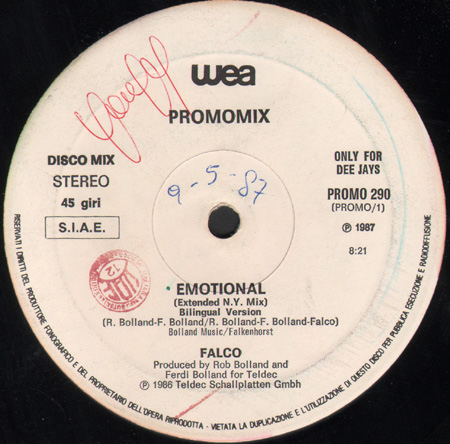 wea
PROMOMIX
DISCO MIX
STEREO
45 giri
S.I.A.E.
ONLY FOR
DEE JAYS
PROMO 290
(PROMO/1)
Ⓟ 1987
8:21
9-5-87
12
EMOTIONAL
(Extended N.Y. Mix)
Bilingual Version
(R. Bolland-F. Bolland/R. Bolland-F. Bolland-Falco)
Bolland Music/Falkenhorst
FALCO
Produced by Rob Bolland and
Ferdi Bolland for Teldec
Ⓟ © 1986 Teldec Schallplatten Gmbh
RISERVATI I DIRITTI DEL PRODUTTORE FONOGRAFICO E DEL PROPRIETARIO DELL'OPERA RIPRODOTTA - VIETATA LA DUPLICAZIONE E L'UTILIZZAZIONE DI QUESTO DISCO PER PUBBLICA ESECUZIONE E RADIODIFFUSIONE